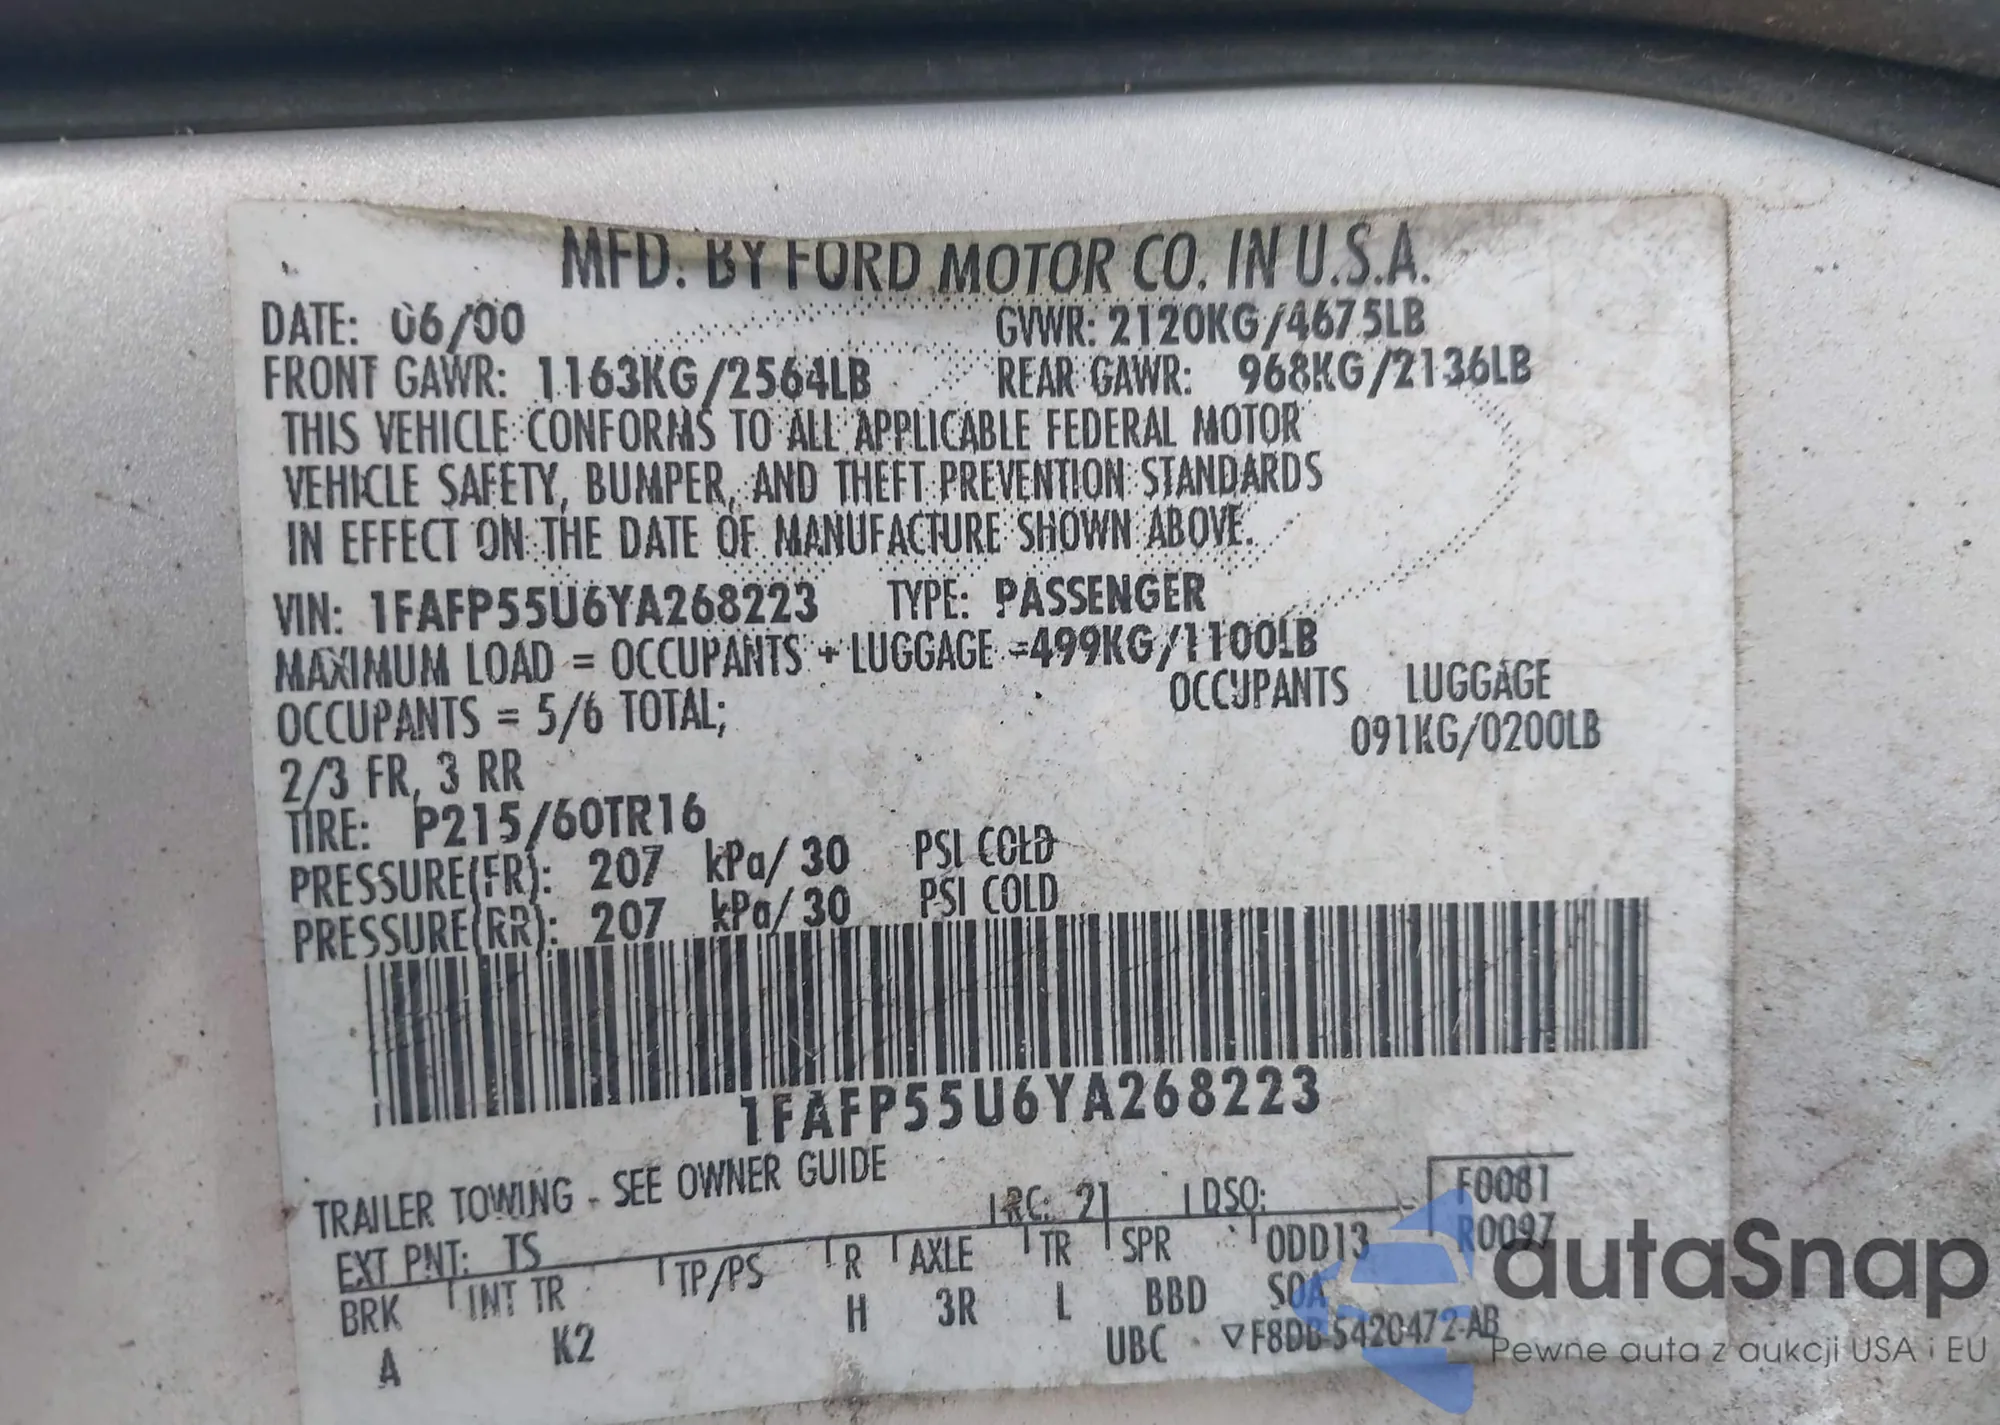 MFD. BY FORD MOTOR CO. IN U.S.A.
DATE: 06/00 GVWR: 2120KG/4675LB
FRONT GAWR: 1163KG/2564LB REAR GAWR: 968KG/2136LB
THIS VEHICLE CONFORMS TO ALL APPLICABLE FEDERAL MOTOR
VEHICLE SAFETY, BUMPER, AND THEFT PREVENTION STANDARDS
IN EFFECT ON THE DATE OF MANUFACTURE SHOWN ABOVE.
VIN: 1FAFP55U6YA268223 TYPE: PASSENGER
MAXIMUM LOAD = OCCUPANTS + LUGGAGE =499KG/1100LB
OCCUPANTS = 5/6 TOTAL; OCCUPANTS LUGGAGE
2/3 FR, 3 RR 091KG/0200LB
TIRE: P215/60TR16
PRESSURE(FR): 207 kPa/ 30 PSI COLD
PRESSURE(RR): 207 kPa/ 30 PSI COLD
1FAFP55U6YA268223
TRAILER TOWING - SEE OWNER GUIDE
EXT PNT: TS RC: 21 DSO: F0081
R0097
BRK INT TR TP/PS R AXLE TR SPR ODD13
A K2 H 3R L BBD SOA
UBC ▽F8DB-5420472-AB
autaSnap
Pewne auta z aukcji USA i EU